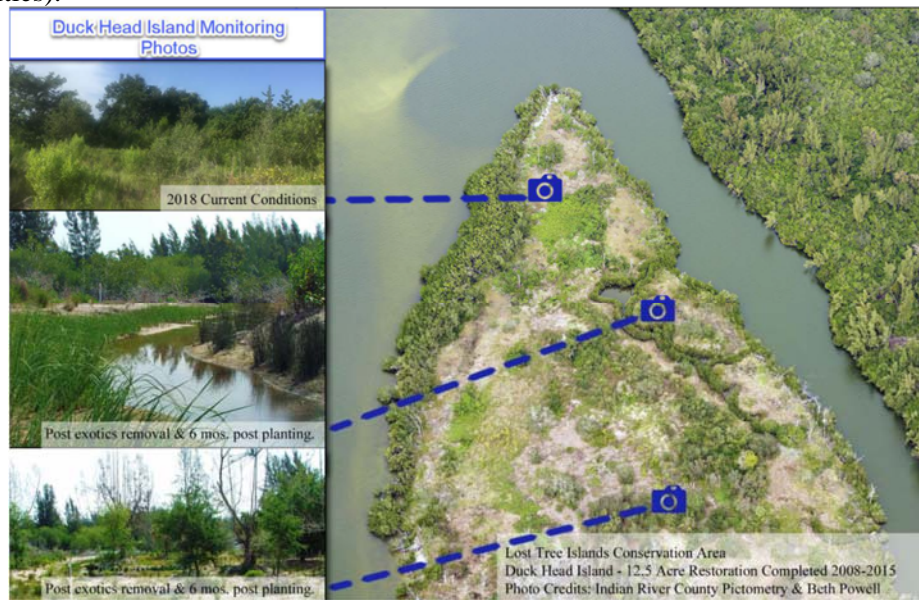 Duck Head Island Monitoring
Photos
2018 Current Conditions
Post exotics removal & 6 mos. post planting.
Post exotics removal & 6 mos. post planting.
Lost Tree Islands Conservation Area
Duck Head Island - 12.5 Acre Restoration Completed 2008-2015
Photo Credits: Indian River County Pictometry & Beth Powell